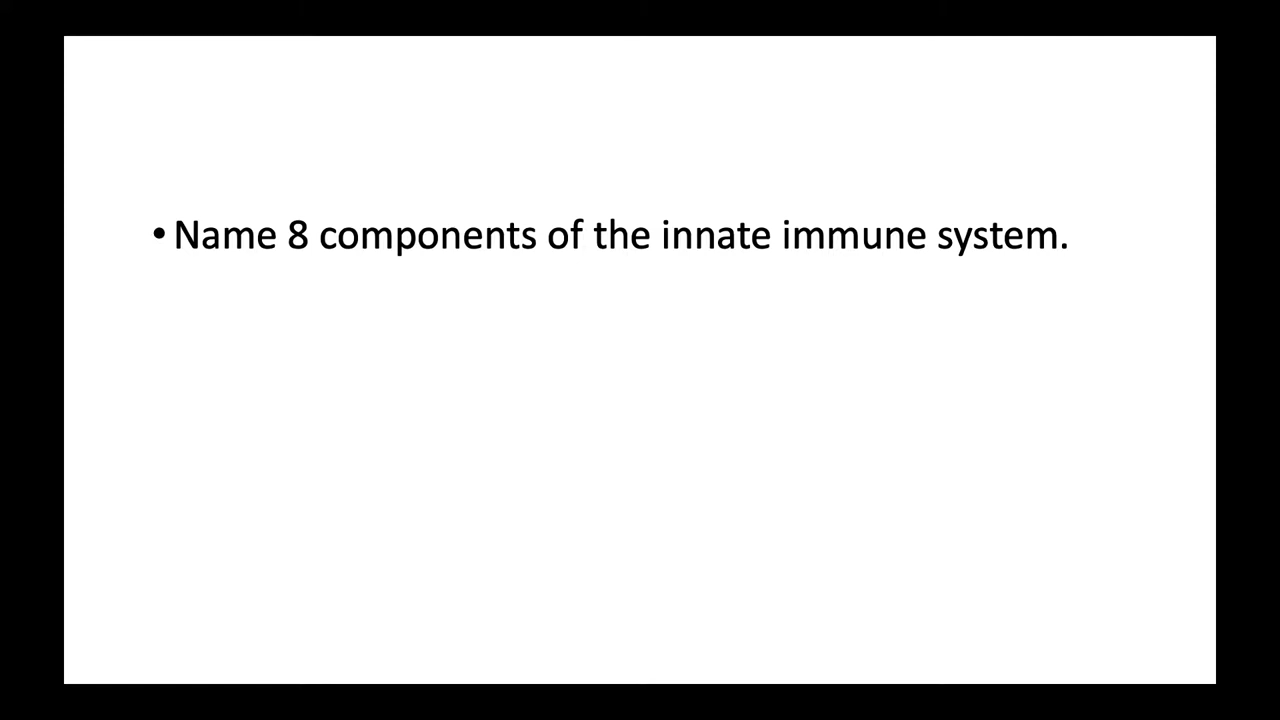 • Name 8 components of the innate immune system.